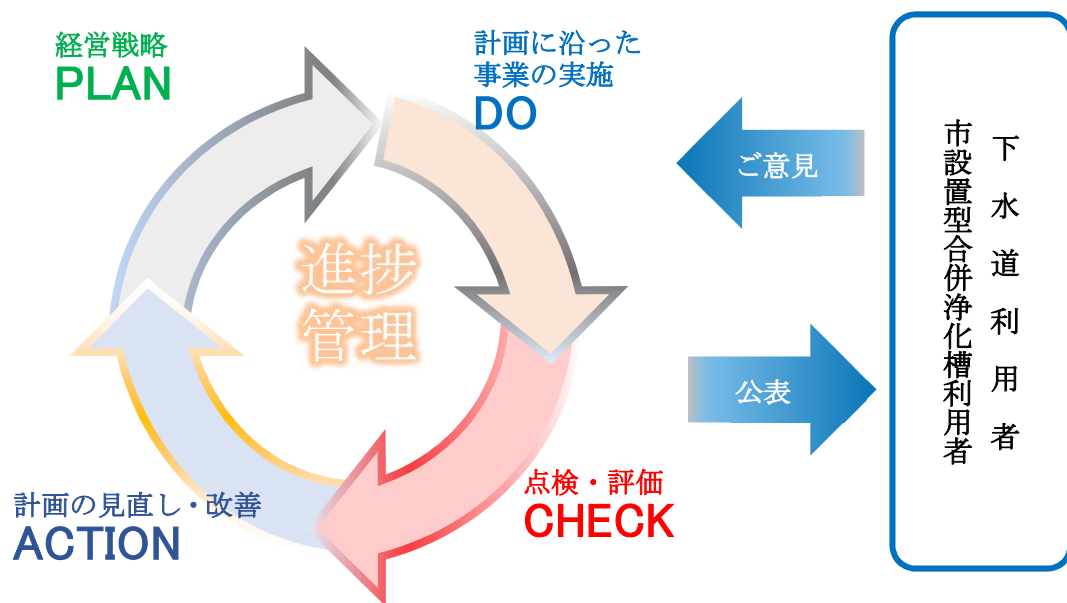 経営戦略
PLAN
計画に沿った
事業の実施
DO
進捗
管理
点検・評価
CHECK
計画の見直し・改善
ACTION
ご意見
公表
下水道利用者
市設置型合併浄化槽利用者